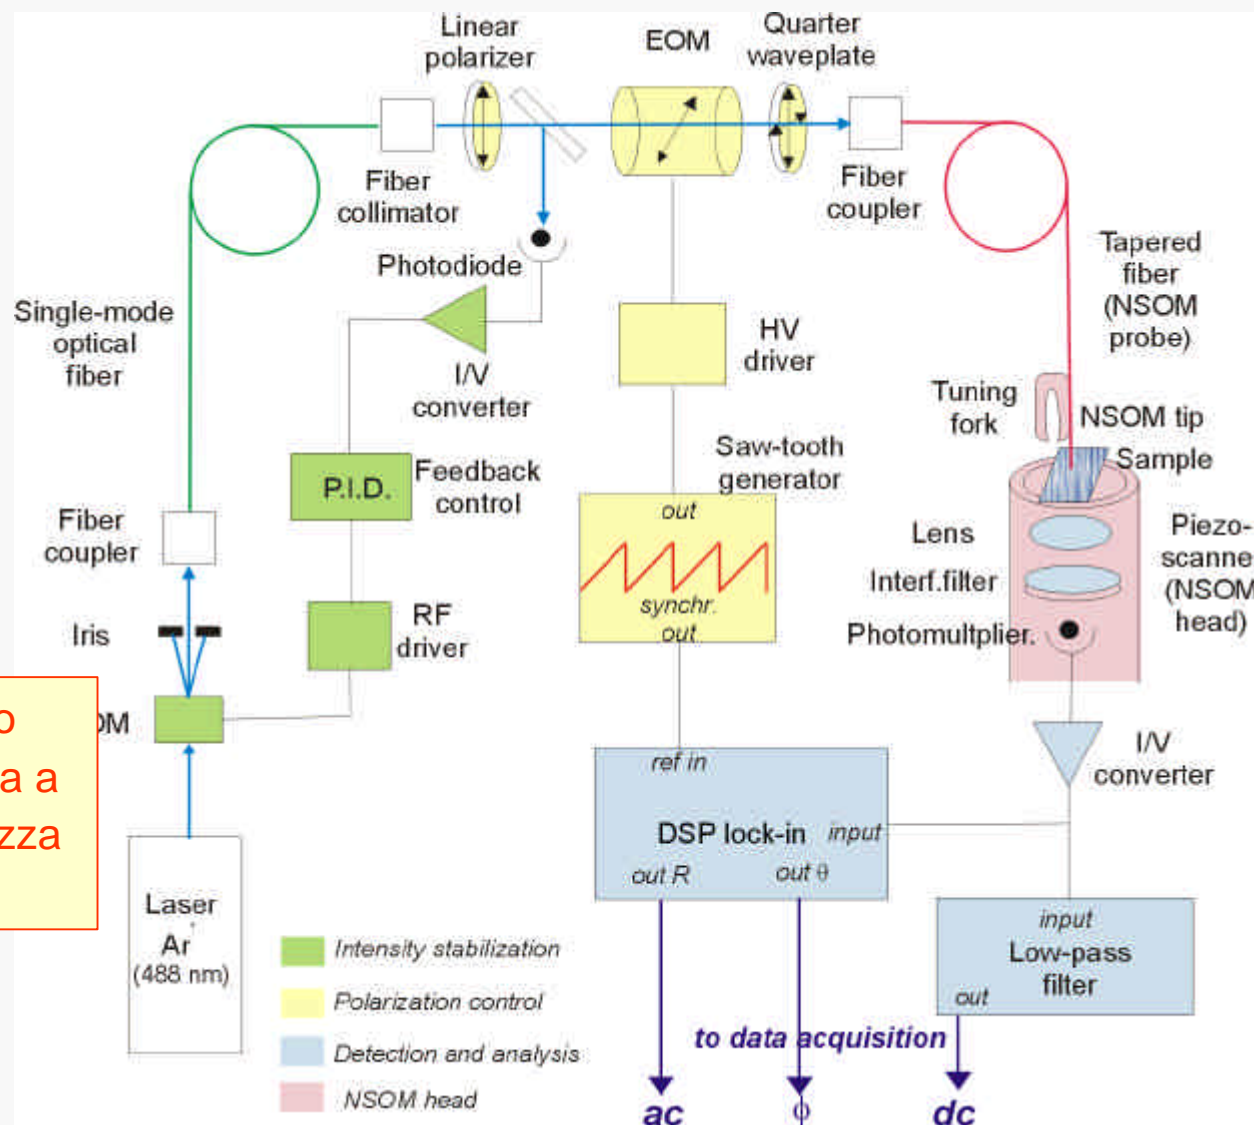 Linear
polarizer
EOM
Quarter
waveplate
Fiber
collimator
Fiber
coupler
Photodiode
Tapered
fiber
(NSOM
probe)
Single-mode
optical
fiber
I/V
converter
HV
driver
Tuning
fork
NSOM tip
Sample
Saw-tooth
generator
P.I.D.
Feedback
control
out
synchr.
out
Fiber
coupler
Lens
Interf.filter
Photomultplier.
Piezo-
scanne
(NSOM
head)
Iris
RF
driver
OM
o
a a
zza
ref in
DSP lock-in
input
out R
out θ
I/V
converter
Laser
Ar
(488 nm)
input
Low-pass
filter
out
Intensity stabilization
Polarization control
Detection and analysis
NSOM head
to data acquisition
ac
ϕ
dc